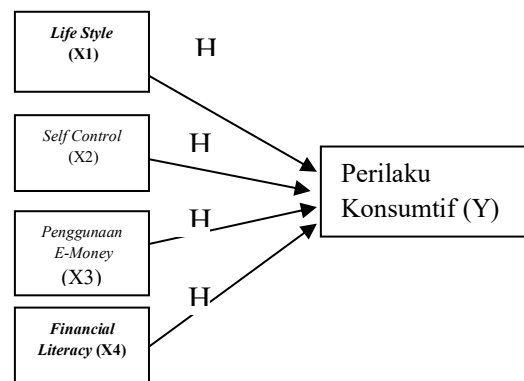 Life Style
(X1)
H
Self Control
(X2)
H
Penggunaan
E-Money
(X3)
H
Financial
Literacy (X4)
H
Perilaku
Konsumtif (Y)